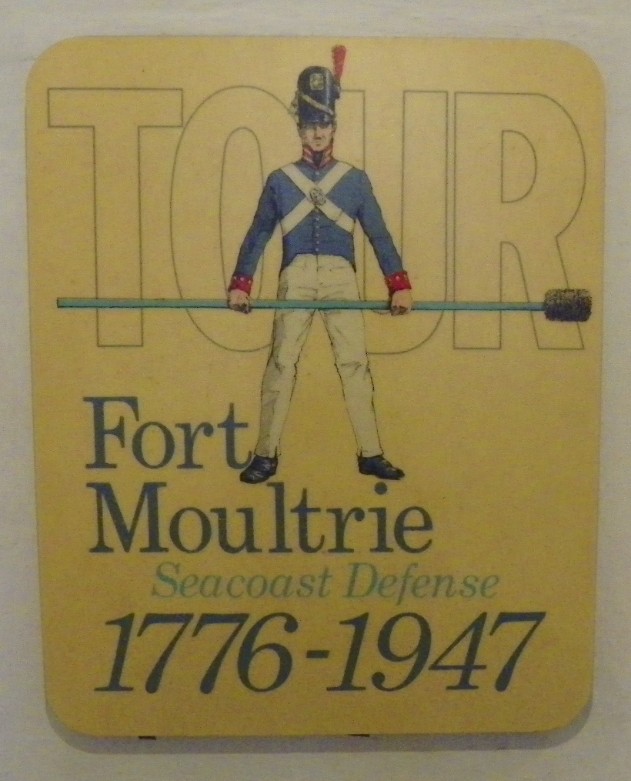 TOUR
Fort
Moultrie
Seacoast Defense
1776-1947